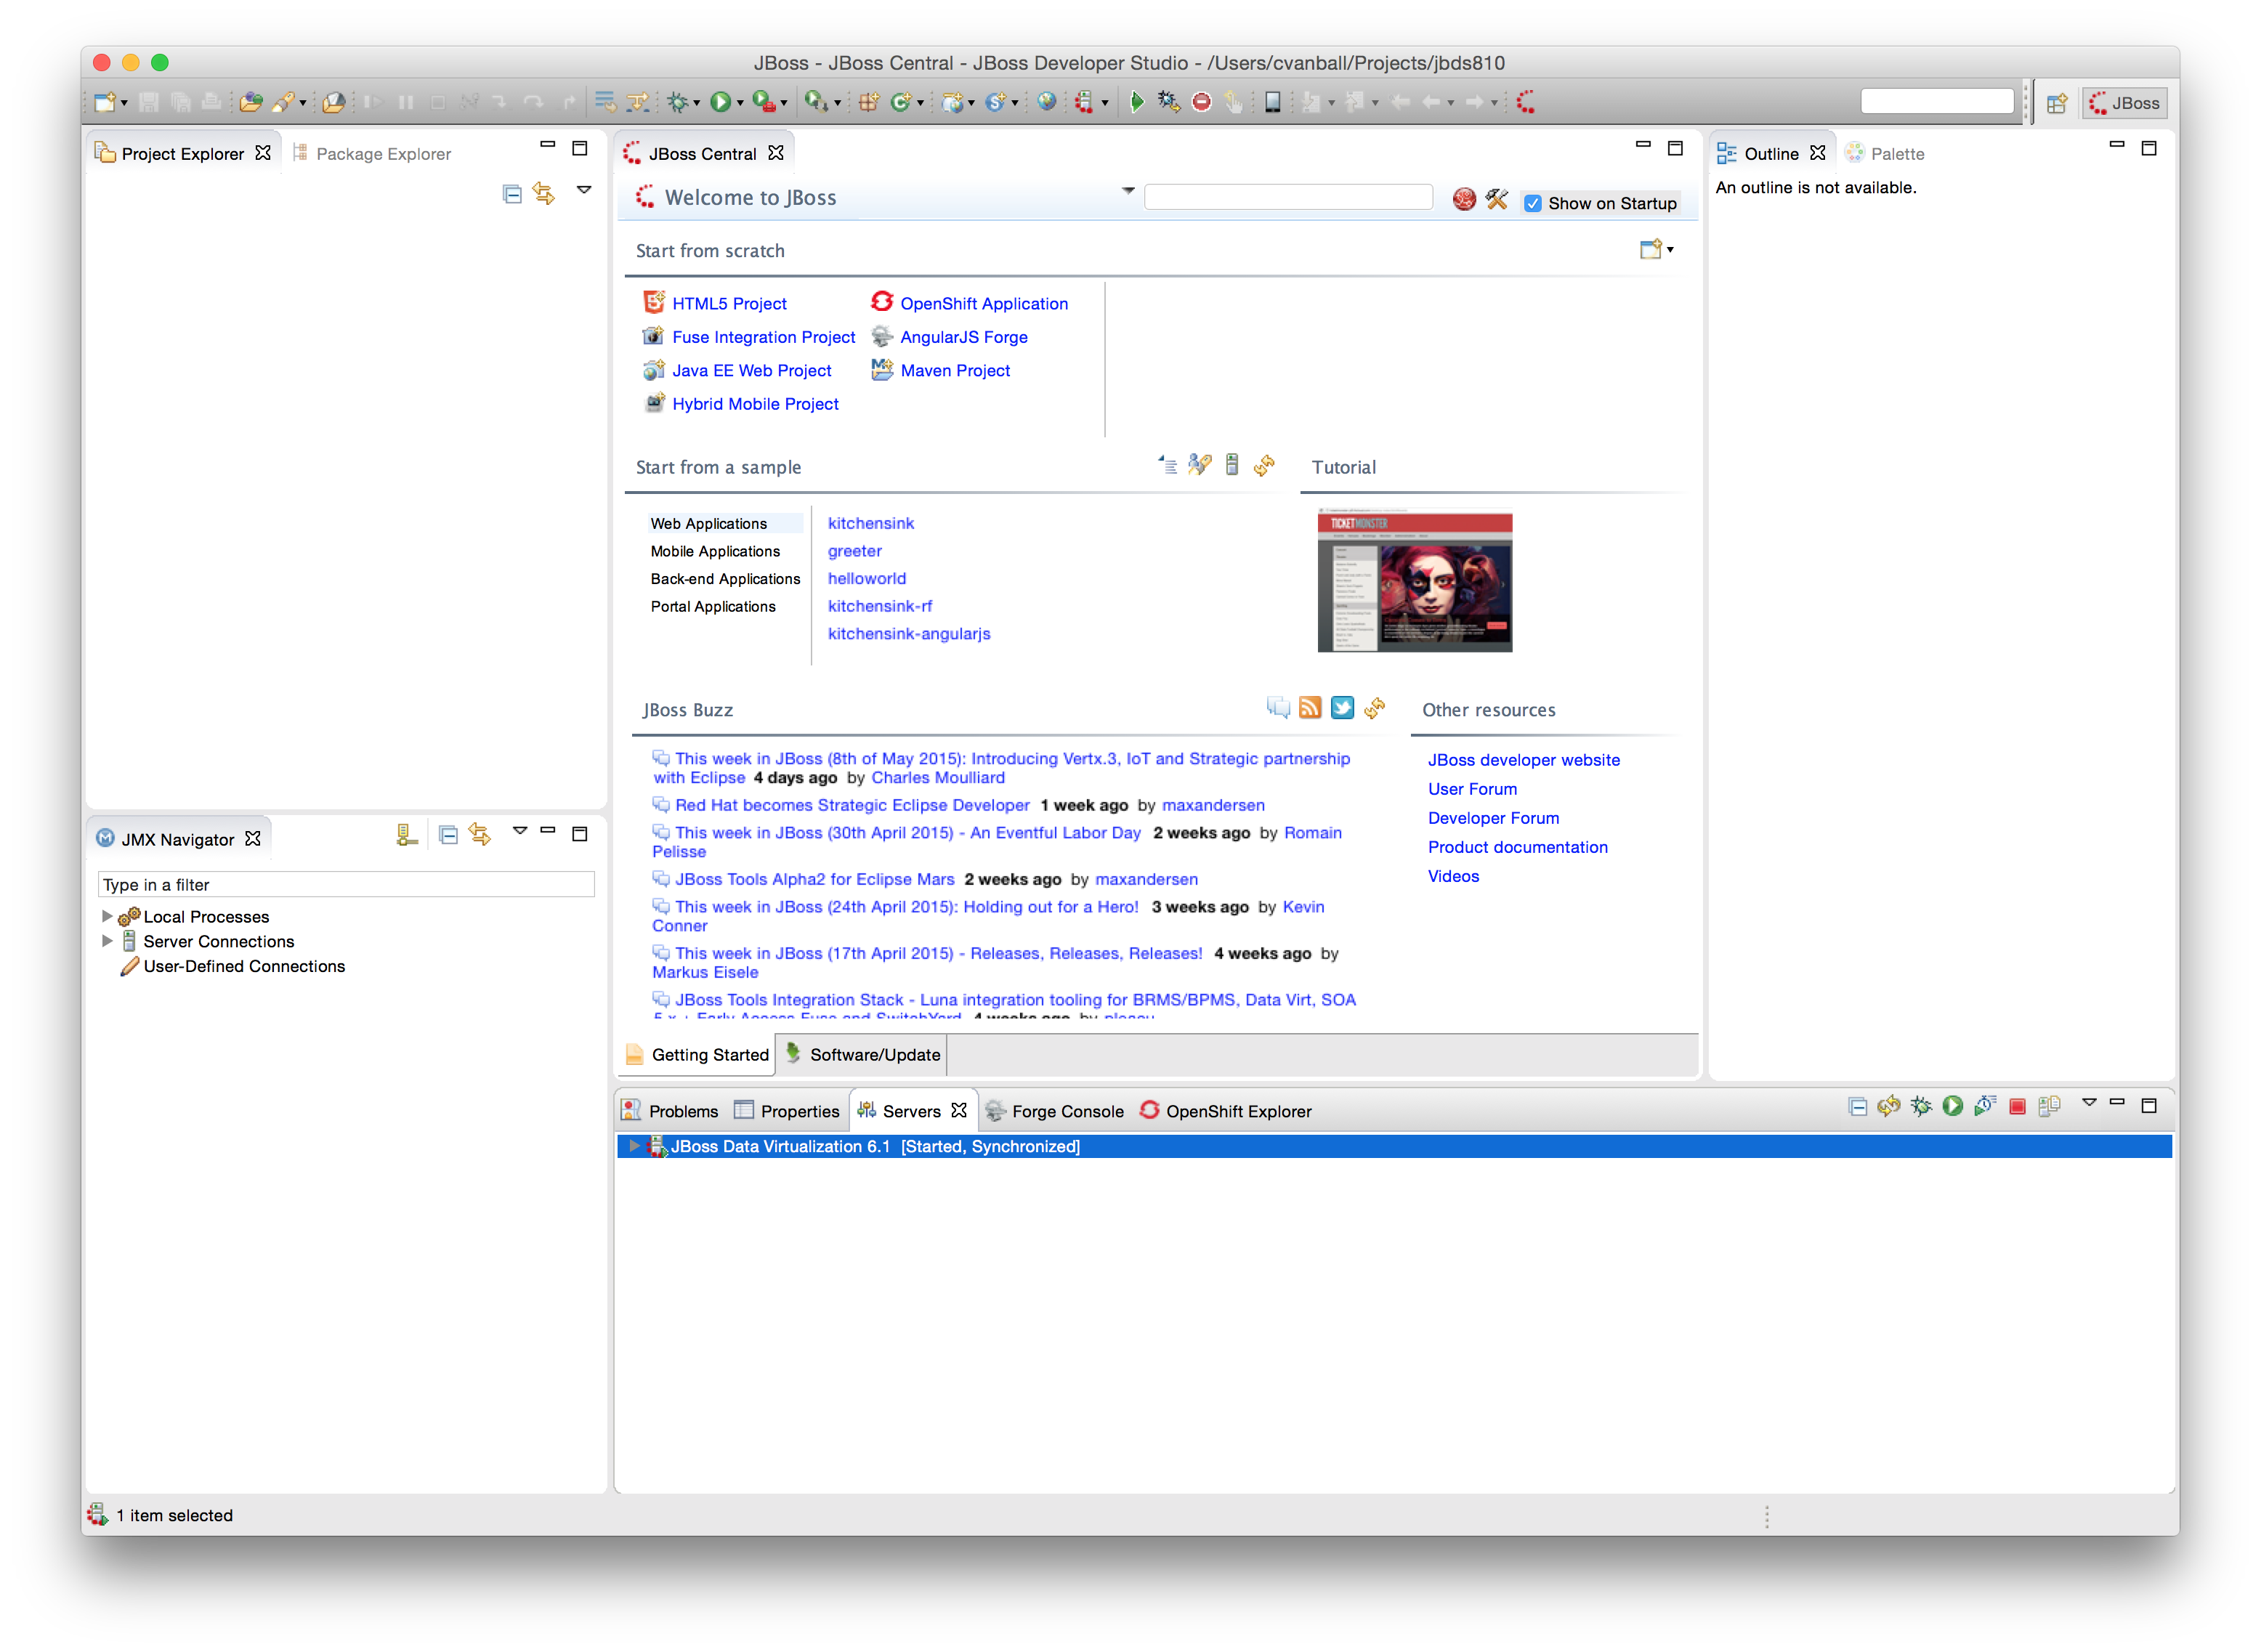 JBoss - JBoss Central - JBoss Developer Studio - /Users/cvanball/Projects/jbds810
JBoss
Project Explorer
Package Explorer
JBoss Central
Outline
Palette
An outline is not available.
Welcome to JBoss
Show on Startup
Start from scratch
HTML5 Project
OpenShift Application
Fuse Integration Project
AngularJS Forge
Java EE Web Project
Maven Project
Hybrid Mobile Project
Start from a sample
Tutorial
Web Applications
Mobile Applications
Back-end Applications
Portal Applications
kitchensink
greeter
helloworld
kitchensink-rf
kitchensink-angularjs
TICKETMONSTER
JBoss Buzz
This week in JBoss (8th of May 2015): Introducing Vertx.3, IoT and Strategic partnership
with Eclipse 4 days ago by Charles Moulliard
Red Hat becomes Strategic Eclipse Developer 1 week ago by maxandersen
This week in JBoss (30th April 2015) - An Eventful Labor Day 2 weeks ago by Romain
Pelisse
JBoss Tools Alpha2 for Eclipse Mars 2 weeks ago by maxandersen
This week in JBoss (24th April 2015): Holding out for a Hero! 3 weeks ago by Kevin
Conner
This week in JBoss (17th April 2015) - Releases, Releases, Releases! 4 weeks ago by
Markus Eisele
JBoss Tools Integration Stack - Luna integration tooling for BRMS/BPMS, Data Virt, SOA
5.x + Early Access Fuse and SwitchYard 4 weeks ago by
Other resources
JBoss developer website
User Forum
Developer Forum
Product documentation
Videos
Getting Started
Software/Update
JMX Navigator
Type in a filter
Local Processes
Server Connections
User-Defined Connections
Problems
Properties
Servers
Forge Console
OpenShift Explorer
JBoss Data Virtualization 6.1 [Started, Synchronized]
1 item selected